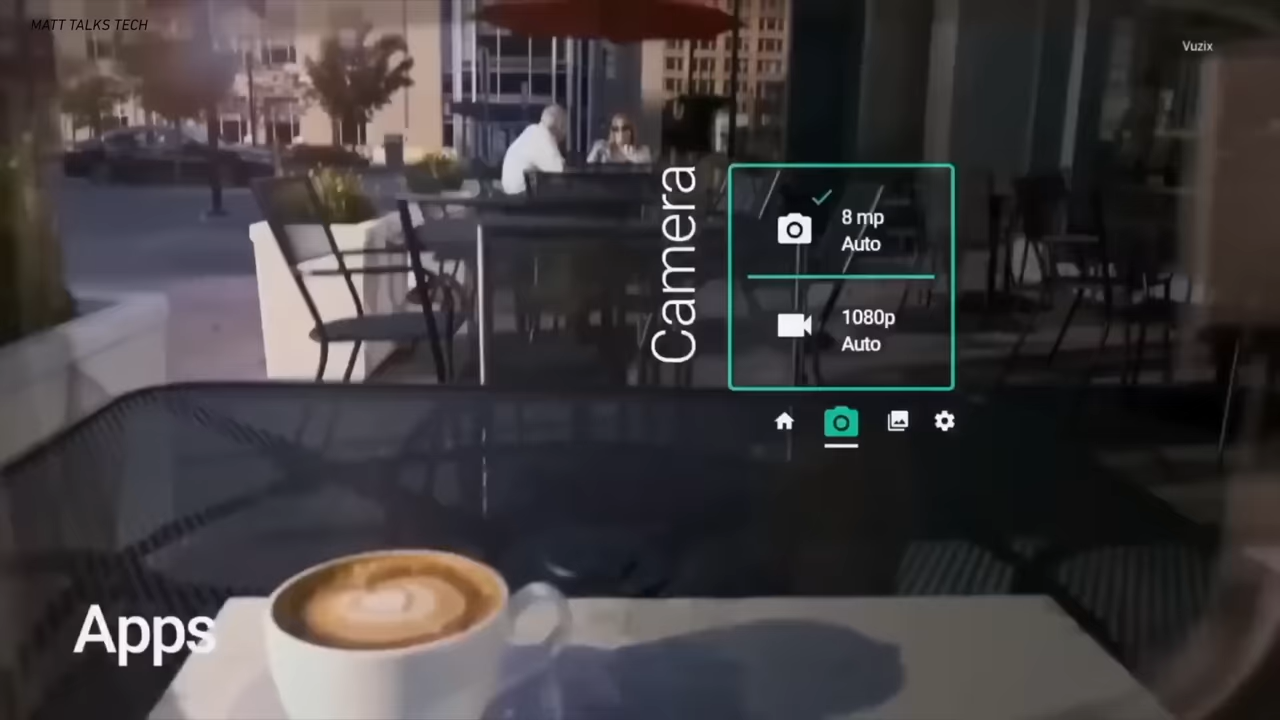 MATT TALKS TECH
Vuzix
Camera
8 mp
Auto
1080p
Auto
Apps